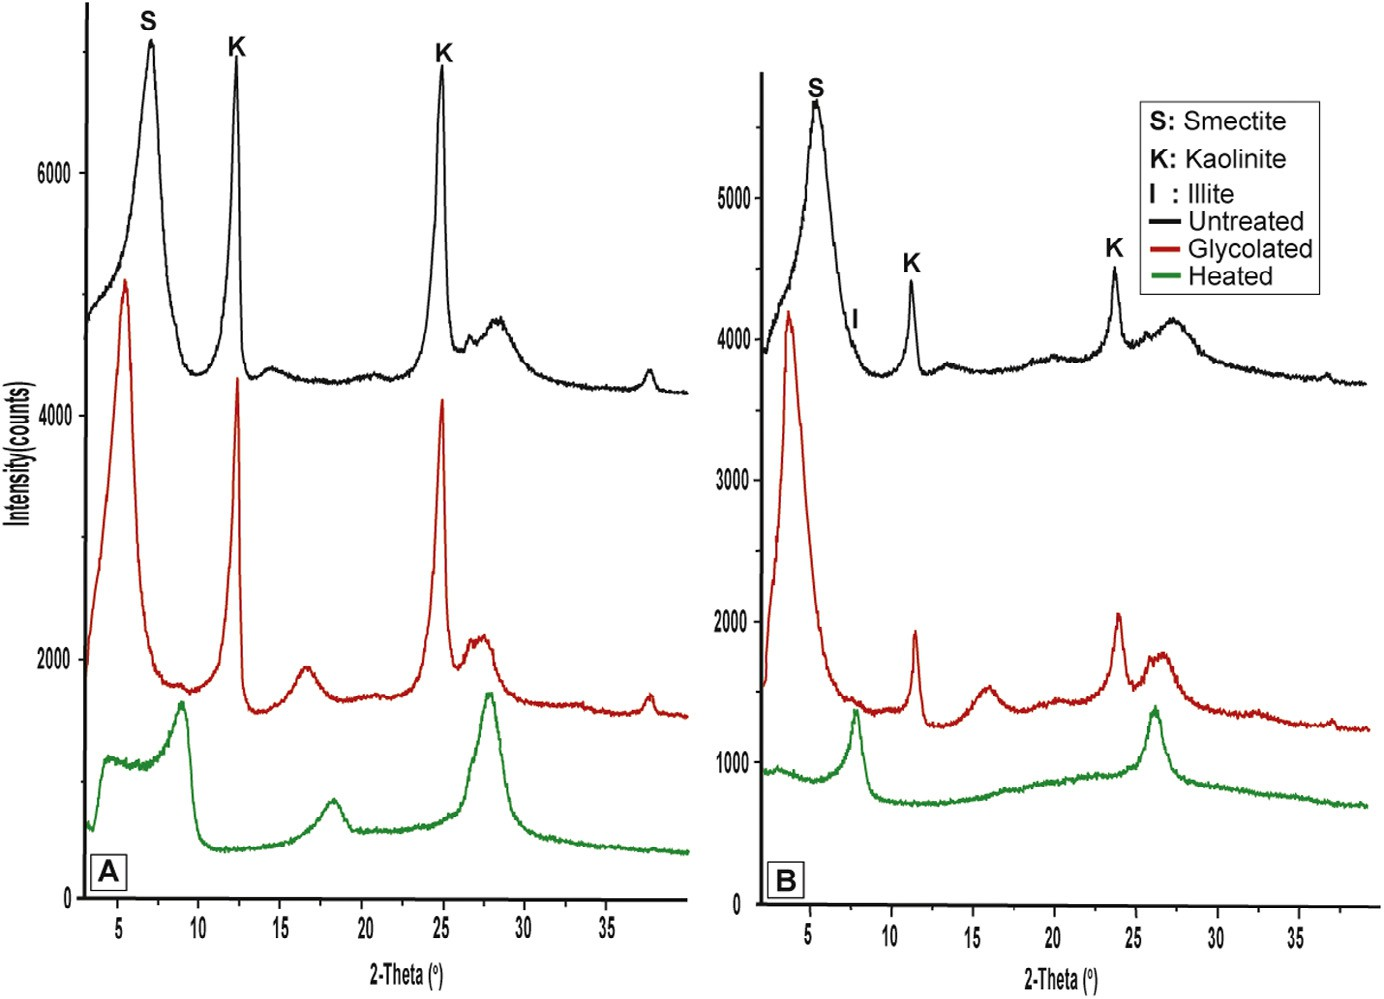 S
K
K
6000
4000
2000
0
Intensity(counts)
A
5
10
15
20
25
30
35
2-Theta (º)
S
K
K
I
5000
4000
3000
2000
1000
0
B
5
10
15
20
25
30
35
2-Theta (º)
S: Smectite
K: Kaolinite
I : Illite
Untreated
Glycolated
Heated